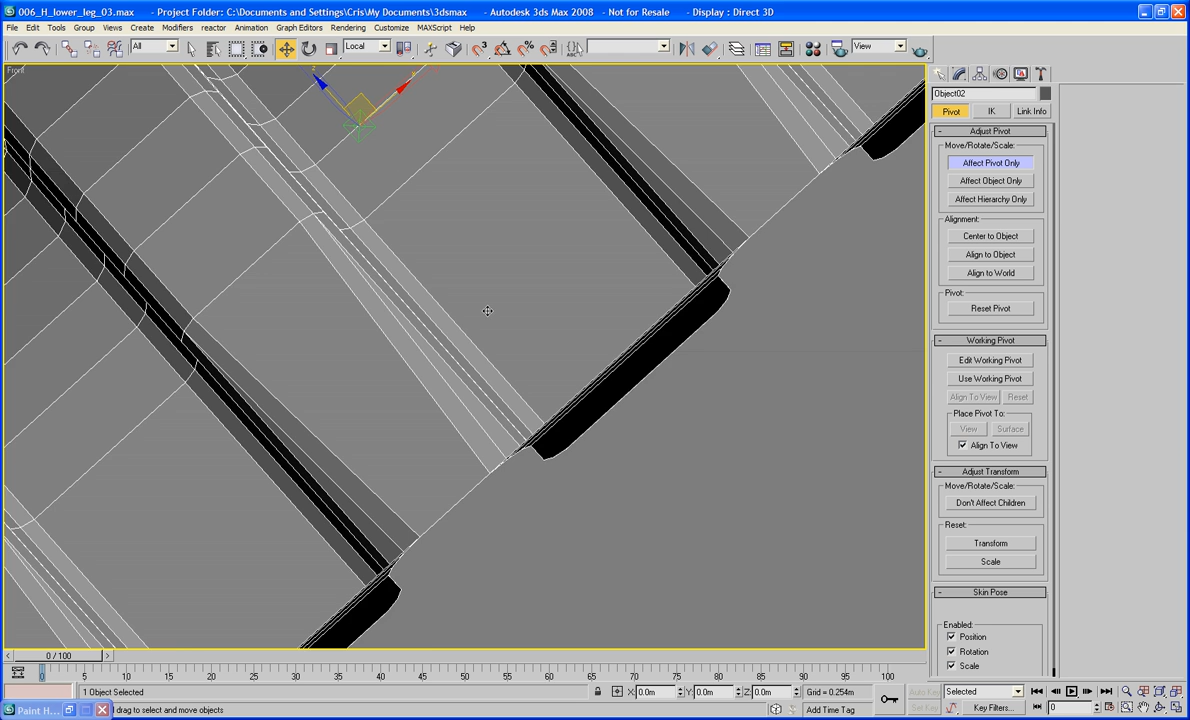 006_H_lower_leg_03.max - Project Folder: C:\Documents and Settings\Cris\My Documents\3dsmax - Autodesk 3ds Max 2008 - Not for Resale - Display : Direct 3D
File Edit Tools Group Views Create Modifiers reactor Animation Graph Editors Rendering Customize MAXScript Help
All Local View
Front
Object02
Pivot IK Link Info
- Adjust Pivot
Move/Rotate/Scale:
Affect Pivot Only
Affect Object Only
Affect Hierarchy Only
Alignment:
Center to Object
Align to Object
Align to World
Pivot:
Reset Pivot
- Working Pivot
Edit Working Pivot
Use Working Pivot
Align To View Reset
Place Pivot To:
View Surface
Align To View
- Adjust Transform
Move/Rotate/Scale:
Don't Affect Children
Reset:
Transform
Scale
- Skin Pose
Enabled:
Position
Rotation
Scale
0 / 100
0 5 10 15 20 25 30 35 40 45 50 55 60 65 70 75 80 85 90 95 100
1 Object Selected X: 0.0m Y: 0.0m Z: 0.0m Grid = 0.254m Auto Key Selected
Paint H... drag to select and move objects Add Time Tag Set Key Key Filters... 0